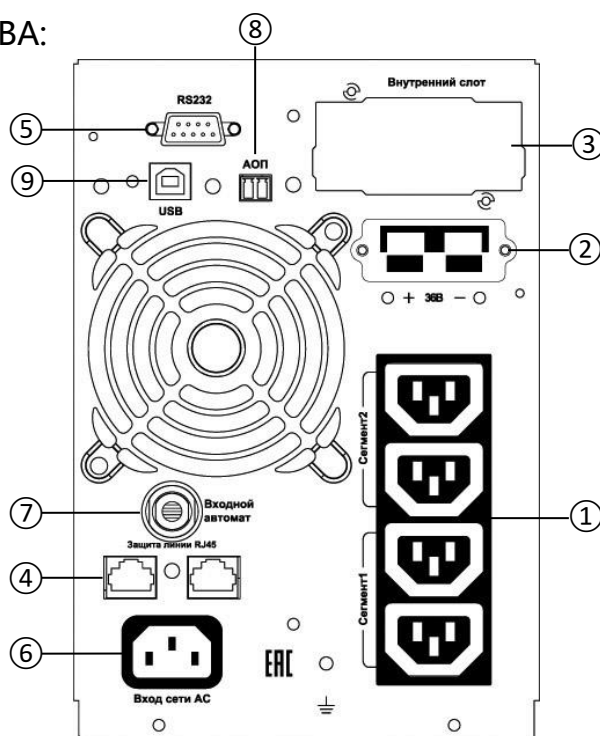 ВА:
⑧
RS232
Внутренний слот
⑤
③
АОП
⑨
USB
②
+ 36В −
Сегмент2
⑦
Входной
автомат
①
Защита линии RJ45
④
Сегмент1
⑥
EAC
Вход сети AC